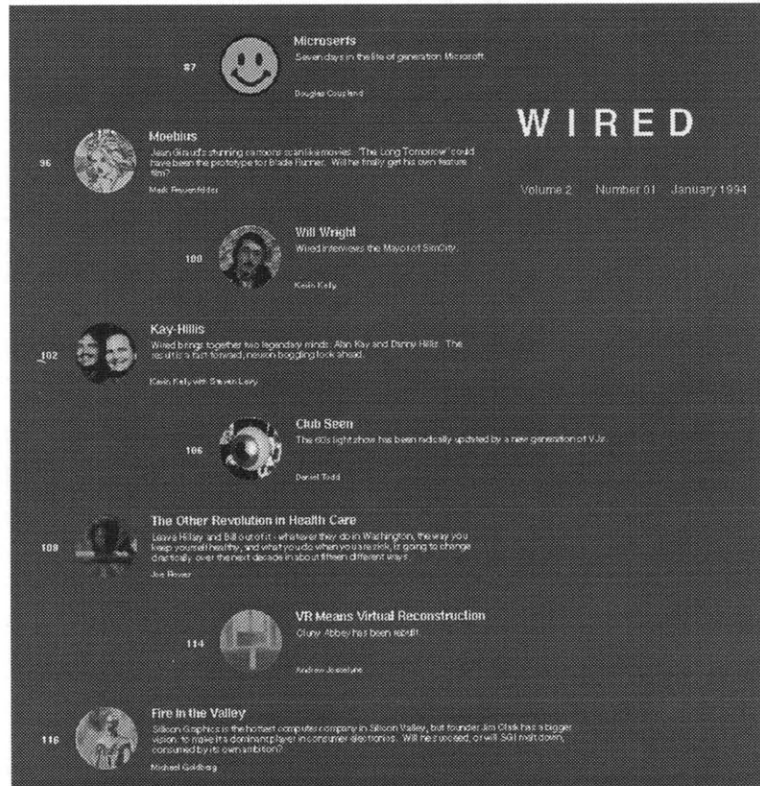 Microserfs
87
Seven days in the life of generation Microsoft.
Douglas Coupland
WIRED
Volume 2 Number 01 January 1994
Moebius
96
Jean Giraud's stunning cartoons scan like movies. "The Long Tomorrow" could
have been the prototype for Blade Runner. Will he finally get his own feature
film?
Mark Frauenfelder
Will Wright
100
Wired interviews the Mayor of SimCity.
Kevin Kelly
Kay-Hillis
102
Wired brings together two legendary minds: Alan Kay and Danny Hillis. The
result is a fast-forward, neuron boggling look ahead.
Kevin Kelly with Steven Levy
Club Seen
106
The 60s light show has been radically updated by a new generation of VJs.
Daniel Todd
The Other Revolution in Health Care
108
Leave Hillary and Bill out of it - whatever they do in Washington, the way you
keep yourself healthy, and what you do when you are sick, is going to change
drastically over the next decade in about fifteen different ways.
Joe Flower
VR Means Virtual Reconstruction
114
Cluny Abbey has been rebuilt.
Andrew Joscelyne
Fire in the Valley
116
Silicon Graphics is the hottest computer company in Silicon Valley, but founder Jim Clark has a bigger
vision: to make it a dominant player in consumer electronics. Will he succeed, or will SGI melt down,
consumed by its own ambition?
Michael Goldberg